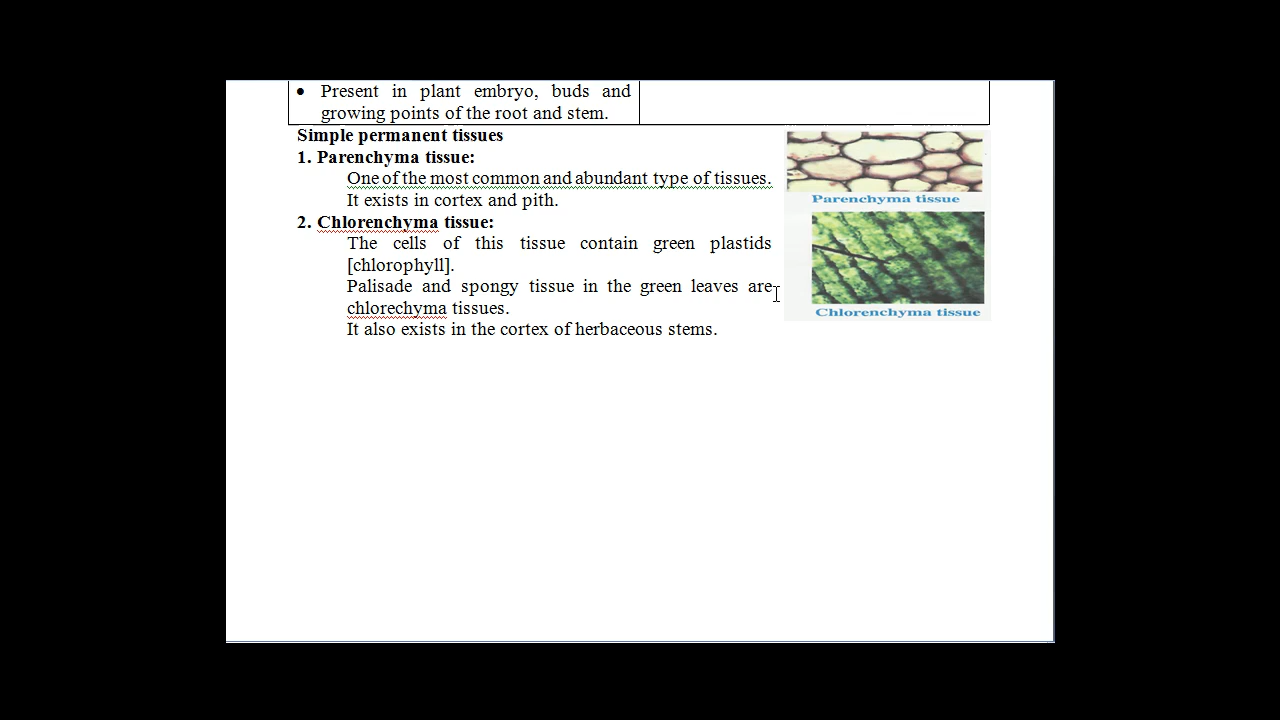 • Present in plant embryo, buds and
growing points of the root and stem.
Simple permanent tissues
1. Parenchyma tissue:
One of the most common and abundant type of tissues.
It exists in cortex and pith.
2. Chlorenchyma tissue:
The cells of this tissue contain green plastids
[chlorophyll].
Palisade and spongy tissue in the green leaves are
chlorechyma tissues.
It also exists in the cortex of herbaceous stems.
Parenchyma tissue
Chlorenchyma tissue